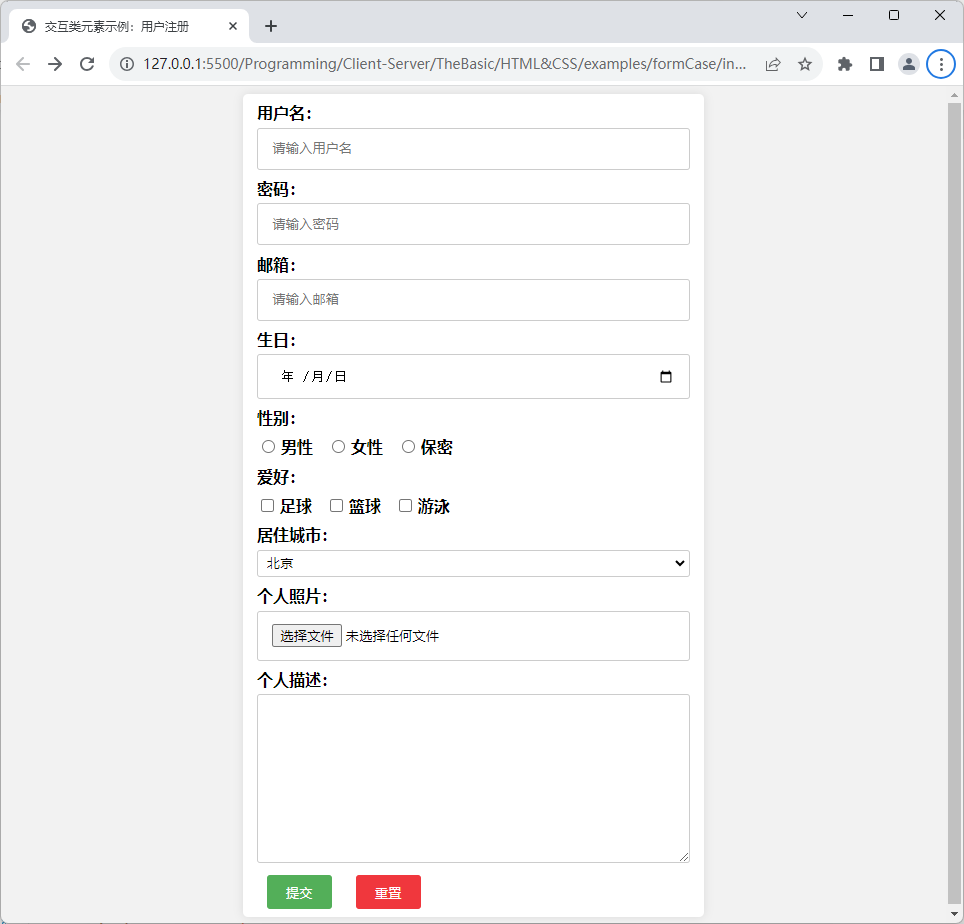 交互类元素示例：用户注册
127.0.0.1:5500/Programming/Client-Server/TheBasic/HTML&CSS/examples/formCase/in...
用户名：
请输入用户名
密码：
请输入密码
邮箱：
请输入邮箱
生日：
年 /月/日
性别：
男性 女性 保密
爱好：
足球 篮球 游泳
居住城市：
北京
个人照片：
选择文件 未选择任何文件
个人描述：
提交 重置